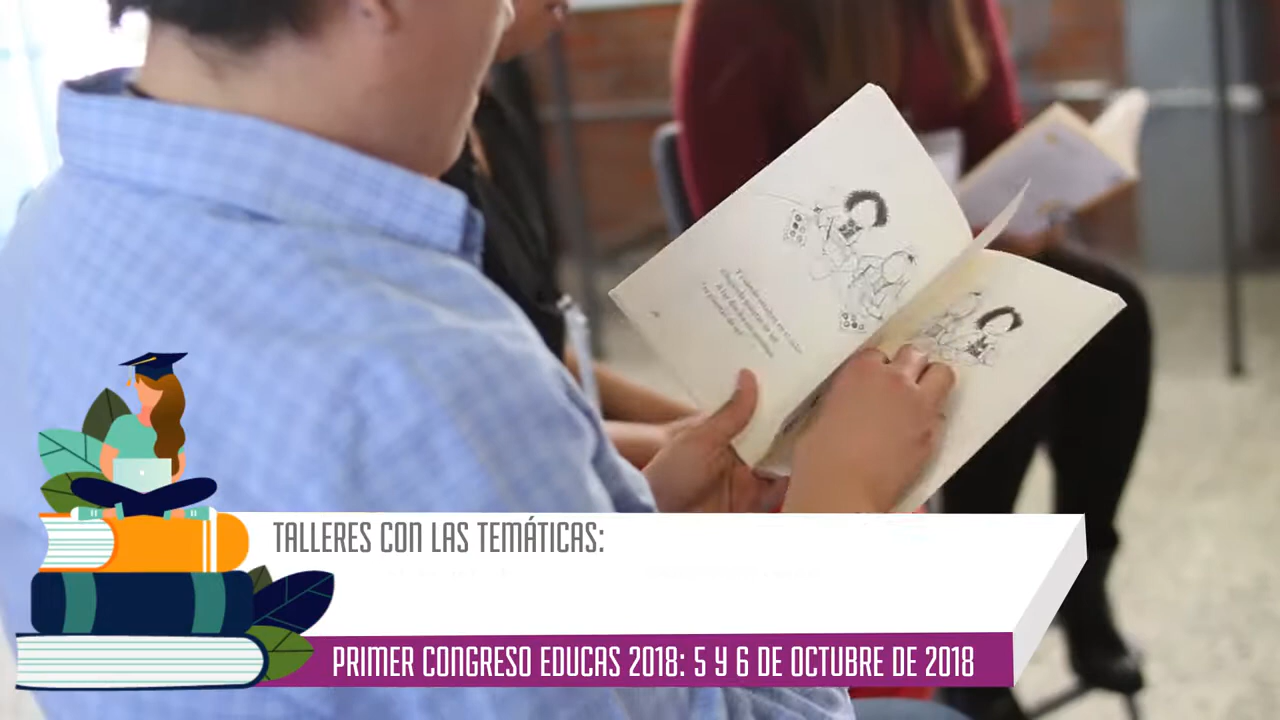 TALLERES CON LAS TEMÁTICAS:
PRIMER CONGRESO EDUCAS 2018: 5 Y 6 DE OCTUBRE DE 2018